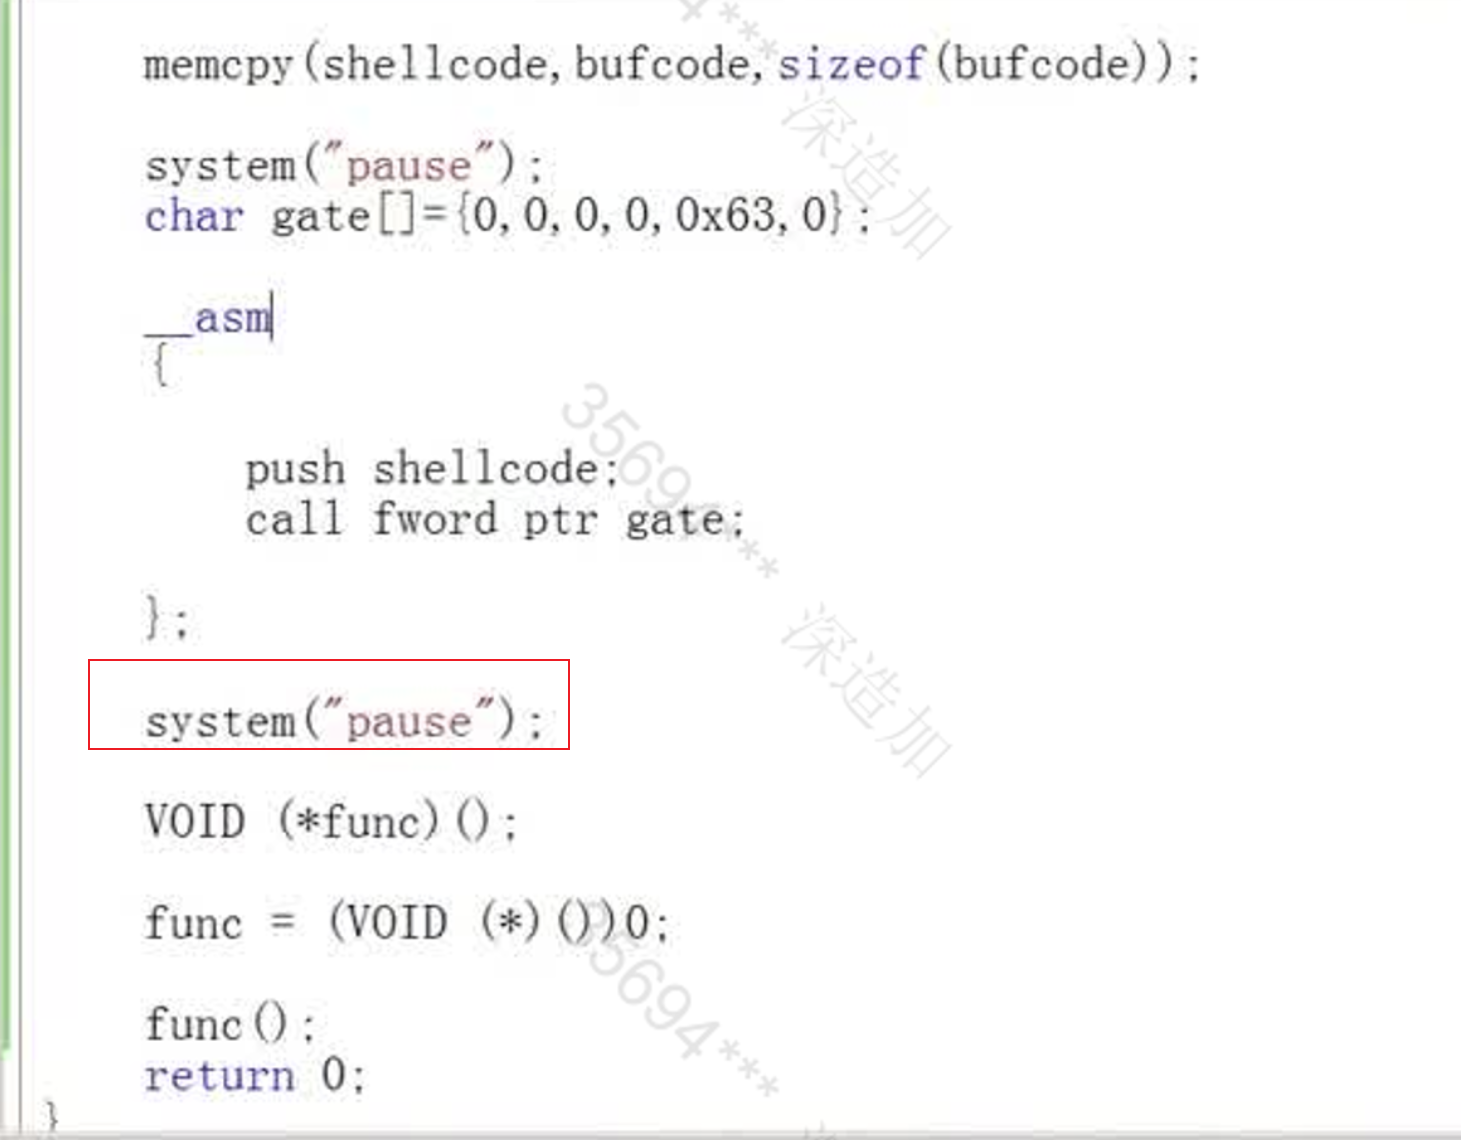 memcpy(shellcode,bufcode,sizeof(bufcode));
system("pause");
char gate[]={0,0,0,0,0x63,0};
__asm
{
push shellcode;
call fword ptr gate;
};
system("pause");
VOID (*func)();
func = (VOID (*)())0;
func();
return 0;
}
4***
深造加
35694***
深造加
35694***